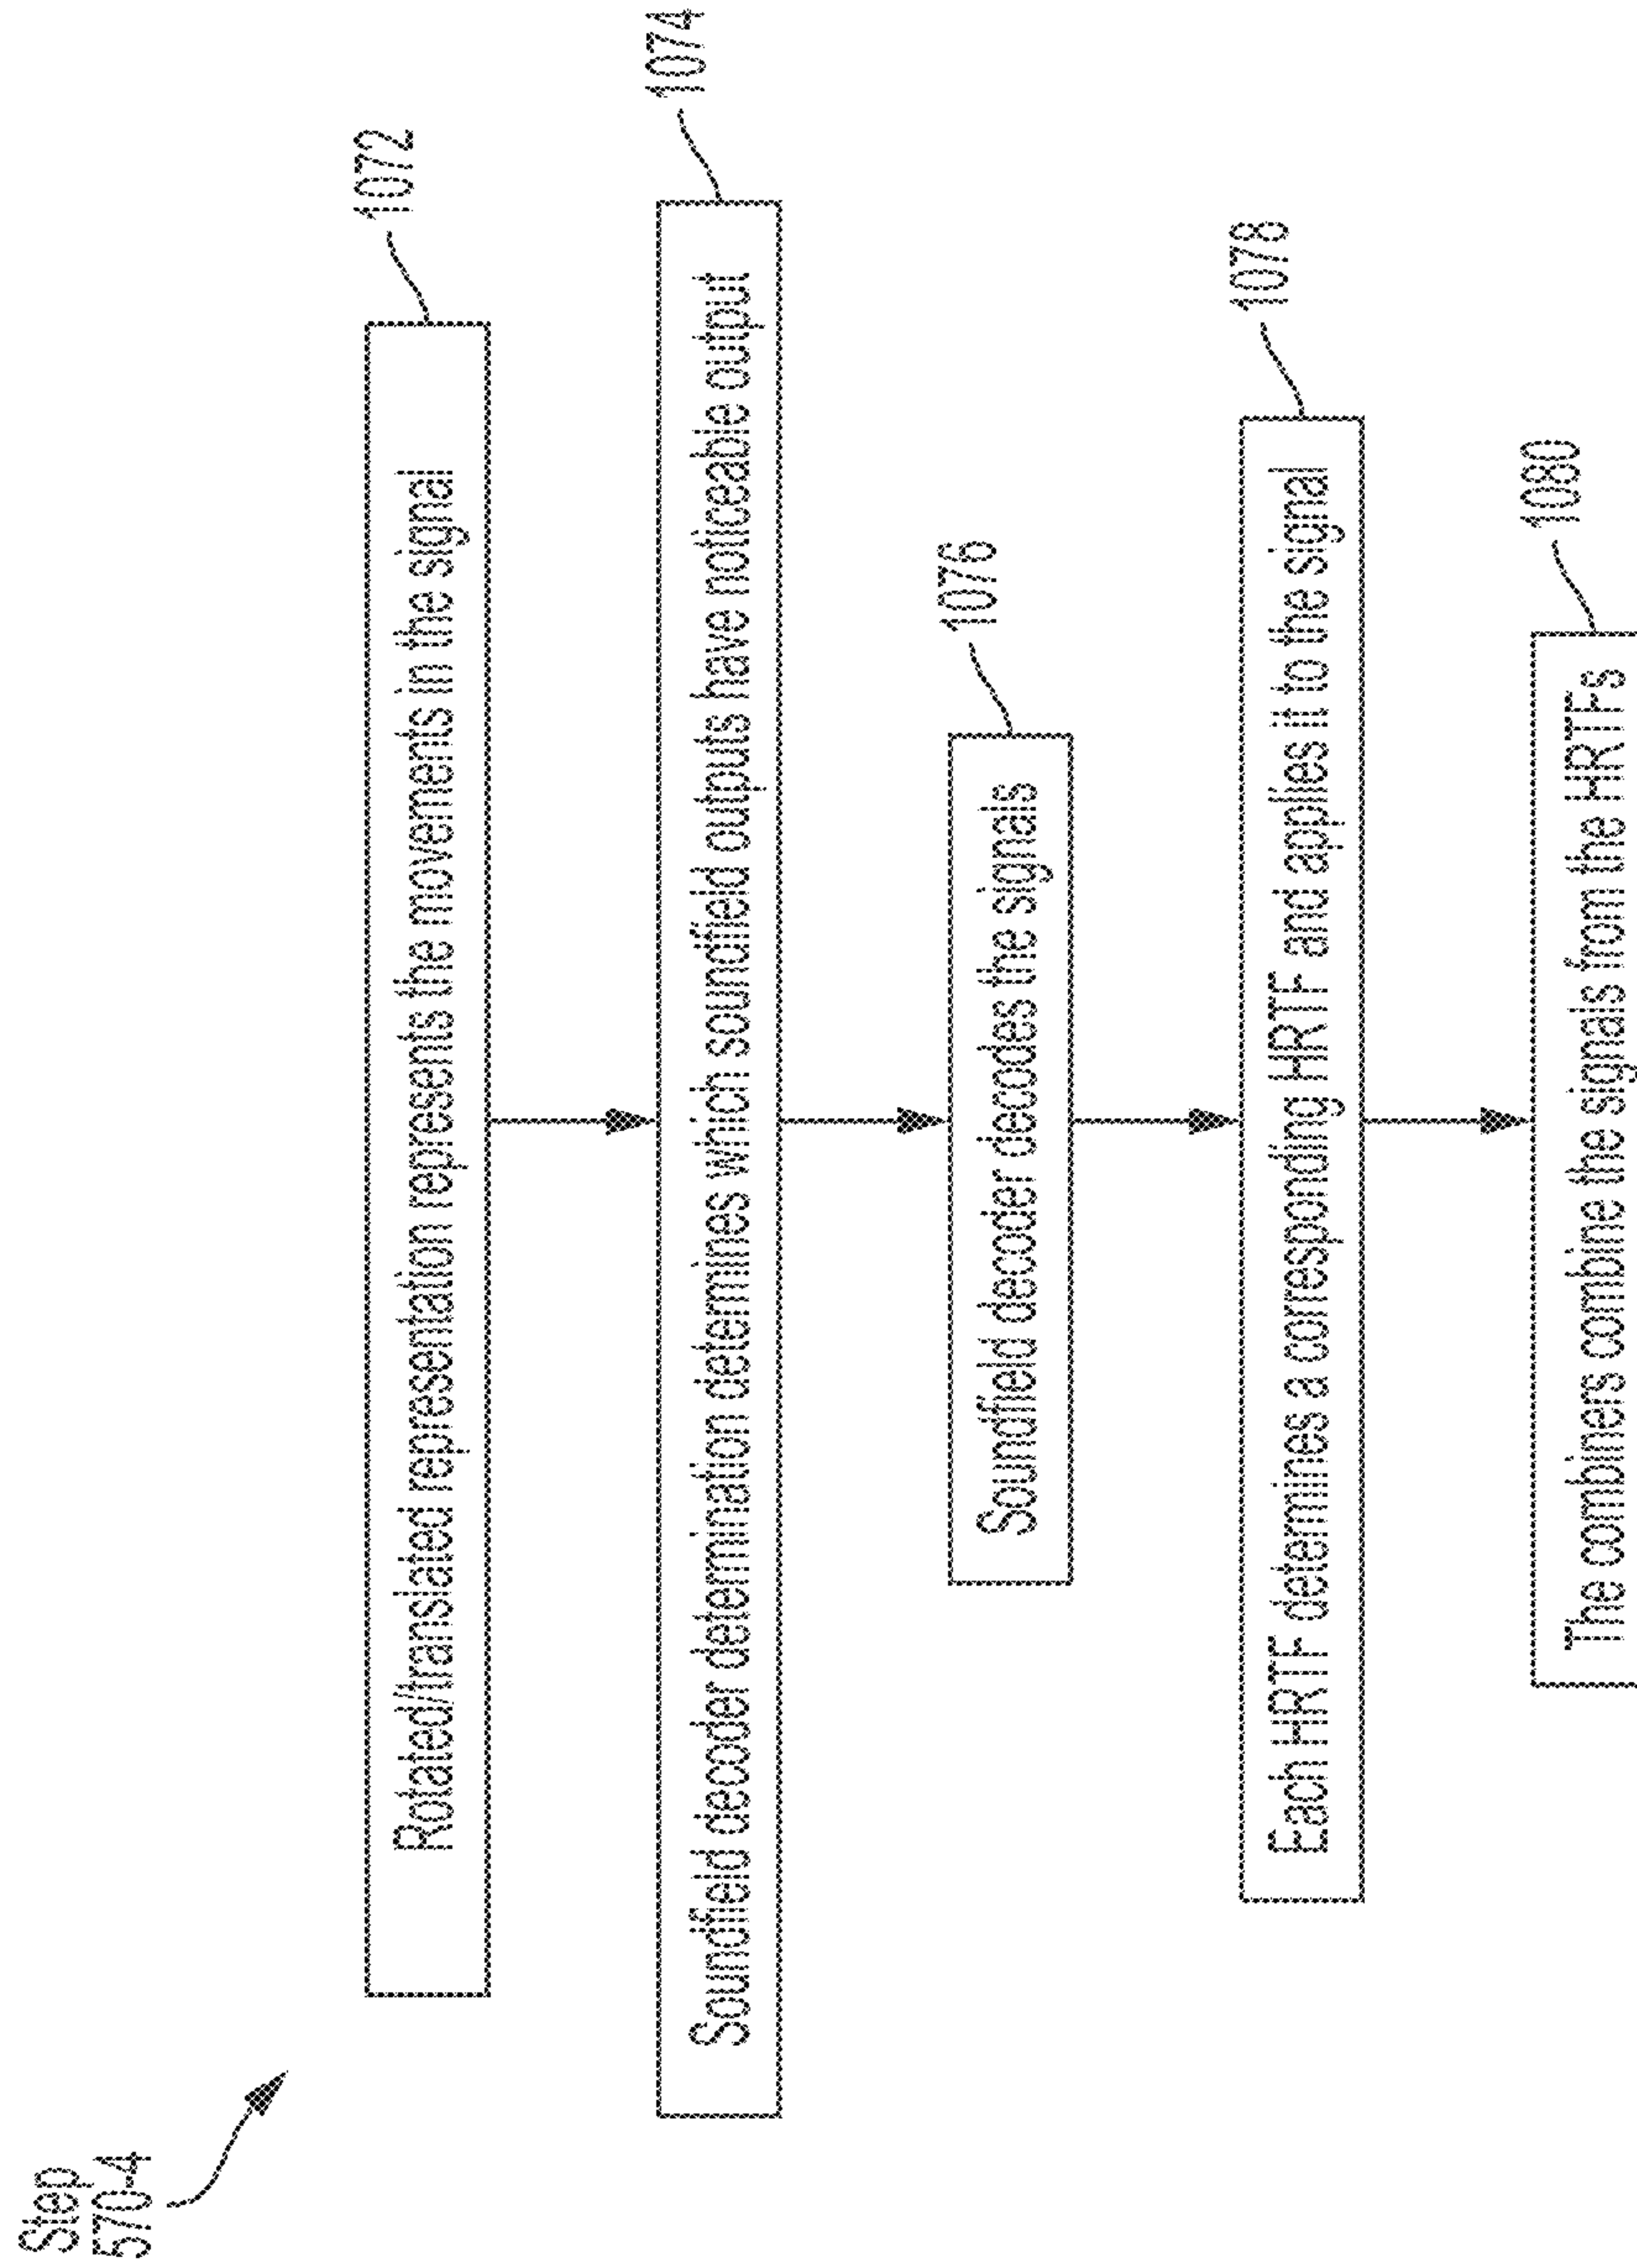 Step
570-4
Rotated/translated representation represents the movements in the signal
1072
Soundfield decoder determination determines which soundfield outputs have noticeable output
1074
Soundfield decoder decodes the signals
1076
Each HRTF determines a corresponding HRTF and applies it to the signal
1078
The combiners combine the signals from the HRTFs
1080